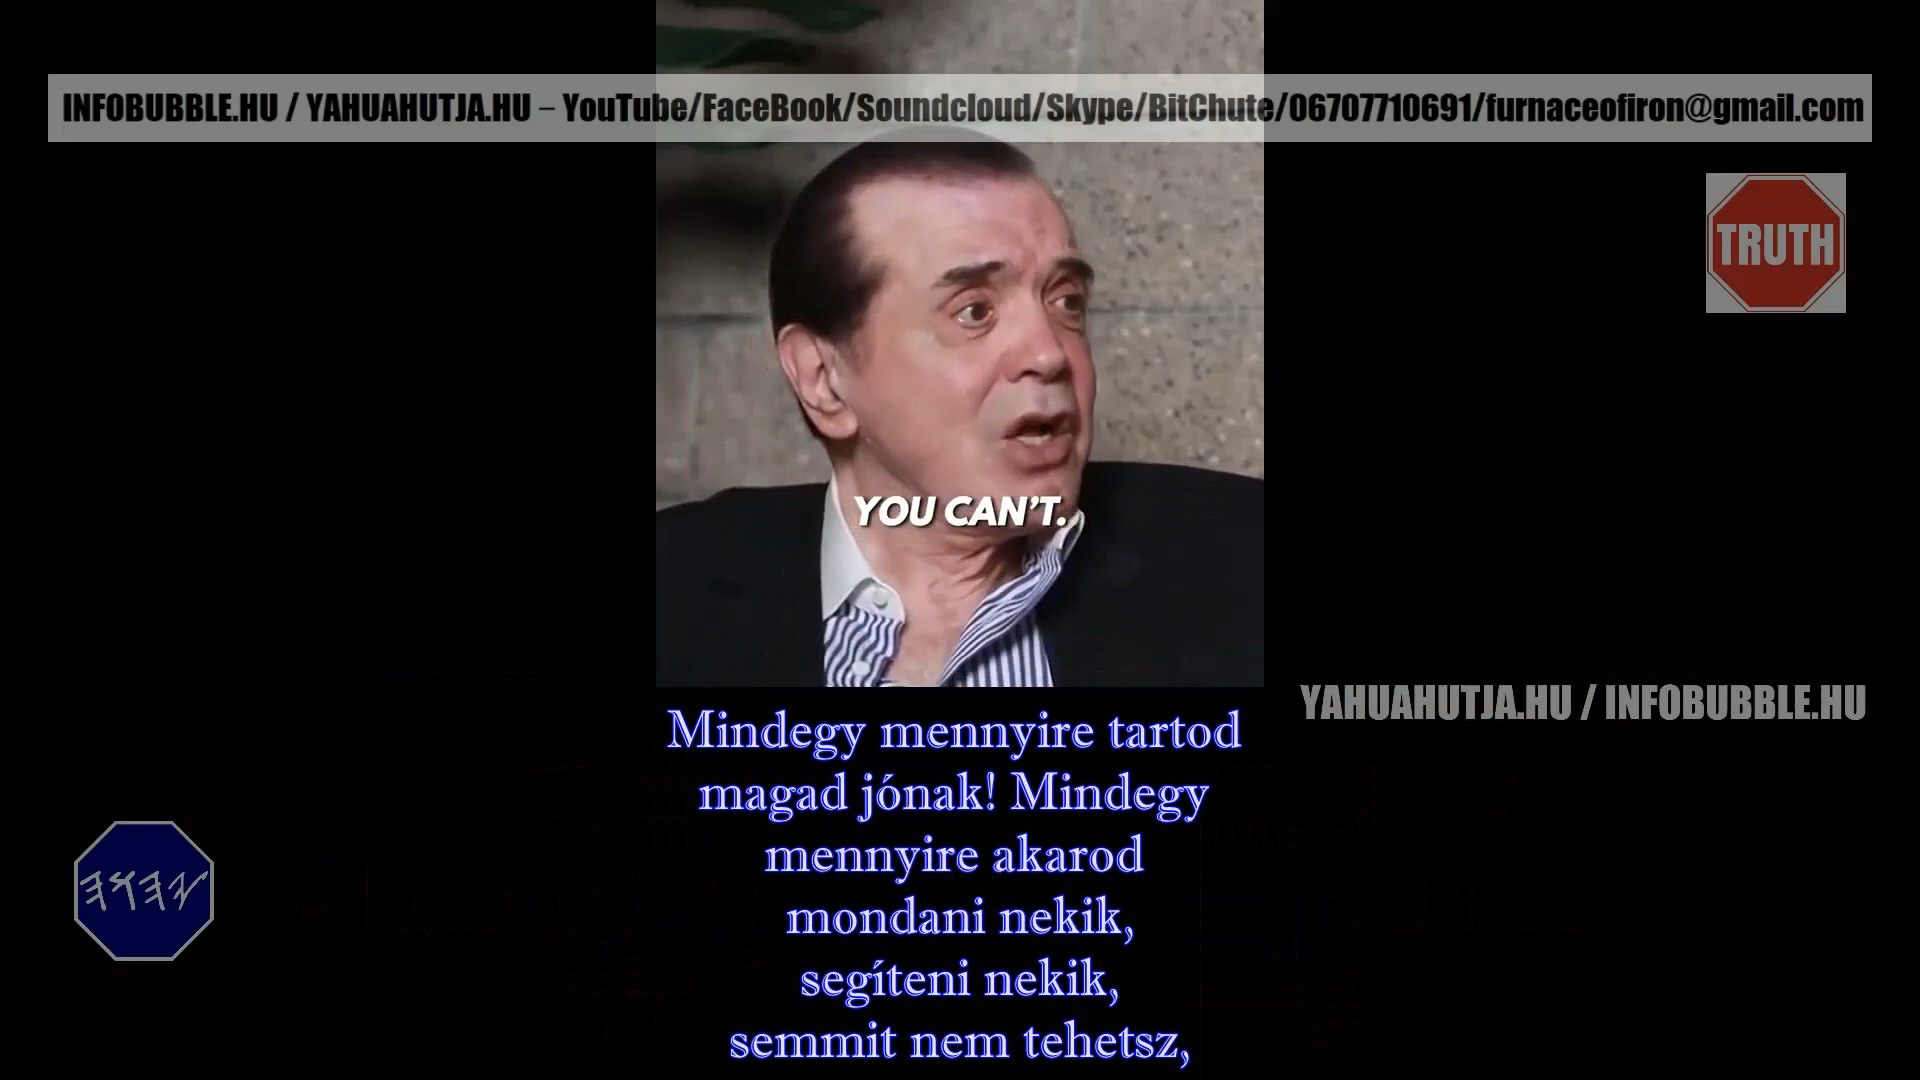 INFOBUBBLE.HU / YAHUAHUTJA.HU – YouTube/FaceBook/Soundcloud/Skype/BitChute/06707710691/furnaceofiron@gmail.com
TRUTH
YOU CAN'T.
YAHUAHUTJA.HU / INFOBUBBLE.HU
Mindegy mennyire tartod
magad jónak! Mindegy
mennyire akarod
mondani nekik,
segíteni nekik,
semmit nem tehetsz,
𐤉𐤄𐤅𐤄